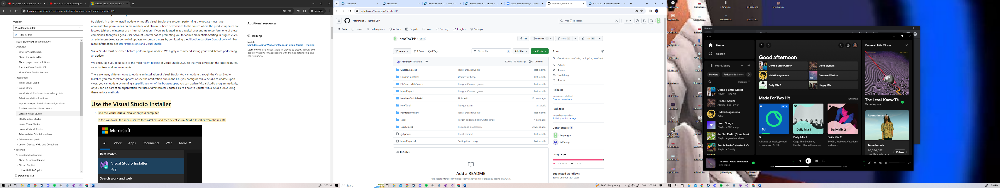 Git, GitHub, & GitHub Desktop
How to Use Github Desktop Tu
Update Visual Studio installatio
learn.microsoft.com/en-us/visualstudio/install/update-visual-studio?view=vs-2022
Incognito
Version
Visual Studio 2022
Filter by title
Visual Studio IDE documentation
Overview
What is Visual Studio?
About the code editor
About projects and solutions
Tour the Visual Studio IDE
More Visual Studio features
Installation
Install Visual Studio
Install offline
Install Visual Studio versions side-by-side
Select installation locations
Import or export installation configurations
Troubleshoot installation issues
Update Visual Studio
Modify Visual Studio
Repair Visual Studio
Uninstall Visual Studio
Release dates & build numbers
Administrator guide
Use on Devices, VMs, and Containers
Tutorials
AI-assisted development
About AI in Visual Studio
GitHub Copilot
Use GitHub Copilot
Download PDF
By default, in order to install, update, or modify Visual Studio, the account performing the update must have
administrative permissions on the machine and also must have permissions to the source where the product updates are
located (either the internet or an internal location). If you are logged in as a typical user and try to perform one of these
commands, then you'll get a User Account Control notice prompting you for admin credentials. Starting in August 2023,
an admin can delegate control of updates to standard users by configuring the AllowStandardUserControl policy. For
more information, see User Permissions and Visual Studio.
Visual Studio must be closed before performing an update. We highly recommend saving your work before performing
an update.
We encourage you to update to the most recent release of Visual Studio 2022 so that you always get the latest features,
security fixes, and improvements.
There are many different ways to update an installation of Visual Studio. You can update through the Visual Studio
Installer, you can check for updates or use the notification hub in the IDE, you configure Visual Studio to update upon
close, you can update by running a specific version of the bootstrapper, you can update Visual Studio programmatically,
or you can be part of an organization that uses Administrator updates. Here's how to update Visual Studio 2022 using
these various methods.
Use the Visual Studio Installer
1. Find the Visual Studio Installer on your computer.
In the Windows Start menu, search for "installer", and then select Visual Studio Installer from the results.
Microsoft
All Work Apps Documents Web More
Best match
Visual Studio Installer
App
Search work and web
Additional resources
Training
Module
Start developing Windows 10 apps in Visual Studio - Training
Learn how to use Visual Studio in GitHub to create, debug, and
deploy Windows 10 applications with themes, refactoring, and
code snippets.
3:00 PM
Dashboard
Dashboard
Introduction to C++: Task 5 - D
Introduction to C++: Task 4 - C
Sneak wizard denerys - Google
Jaspungus/IntroToCPP
ADPGD101 Function Pointers: 
github.com/Jaspungus/IntroToCPP
Jaspungus / IntroToCPP
Type / to search
Code Issues Pull requests Actions Projects Wiki Security Insights Settings
IntroToCPP Public
Pin Unwatch 1 Fork 0 Star 0
main 1 Branch 0 Tags Go to file t Add file Code
Jeffersby Finished! 8026f49 · 15 hours ago 31 Commits
Classes/Classes Task1. Doesnt work :) last month
Consts/Constants Update file1.cpp last month
FileSearch/FileSearch I forgor. Classes I guess. last month
Intro Project I forgor. Classes I guess. last month
NewNewTask4/Task4 Finished! 15 hours ago
NewTask4 i forgot again last week
Pointers/Pointers Task1. Doesnt work :) last month
Task1 Forgot added a better AStar script 4 days ago
Task4/Task4 Its sooooo groossssss. 2 weeks ago
.gitignore Initial commit last month
Intro Project.sln Setting it up dawg last month
README
Add a README
Help people interested in this repository understand your project by adding a README.
About
No description, website, or topics provided.
Activity
0 stars
1 watching
0 forks
Releases
No releases published
Create a new release
Packages
No packages published
Publish your first package
Contributors 2
Jaspungus
Jeffersby
Languages
C++ 97.8% C 2.2%
Suggested workflows
Based on your tech stack
Search
26°C Partly sunny
ENG
3:00 PM
jarFace3.png
jarFace10....
Discord
Home
Search
Your Library
Playlists
Podcasts & Shows
Recents
Come a Little Closer
Playlist • Two Hit
Disco Elysium
Album • Sea Power
Hideki Naganuma
Artist
Liked Songs
Playlist • 302 songs
Jet Set Radio (Complete)
Playlist • garretvoorhees
Bomb Rush Cyberfunk O...
Playlist • Freddy
Good afternoon
Come a Little Closer
Disco Elysium
Hideki Naganuma
Discover Weekly
Daily Mix 3
Happy Mix
Made For Two Hit
Show all
BETA
DJ
Daily Mix 1
Daily Mix 2
DJ
All kinds of music, picked
by your own AI DJ.
Daily Mix 1
Cage The Elephant,
Gorillaz, Hippo Campus...
Daily Mix 2
TV Girl, Wallows, Vacations
and more
Come a Little Closer
The Less I Know Th
Tame Impala
About the artist
Tame Impala
26,684,382
monthly listeners
Follow
The Less I Know The Better
Tame Impala
1:49
3:36
3:00 PM